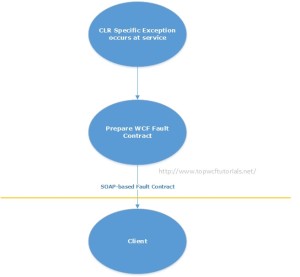 CLR Specific Exception
occurs at service
Prepare WCF Fault
Contract
http://www.topwcftutorials.net/
SOAP-based Fault Contract
Client